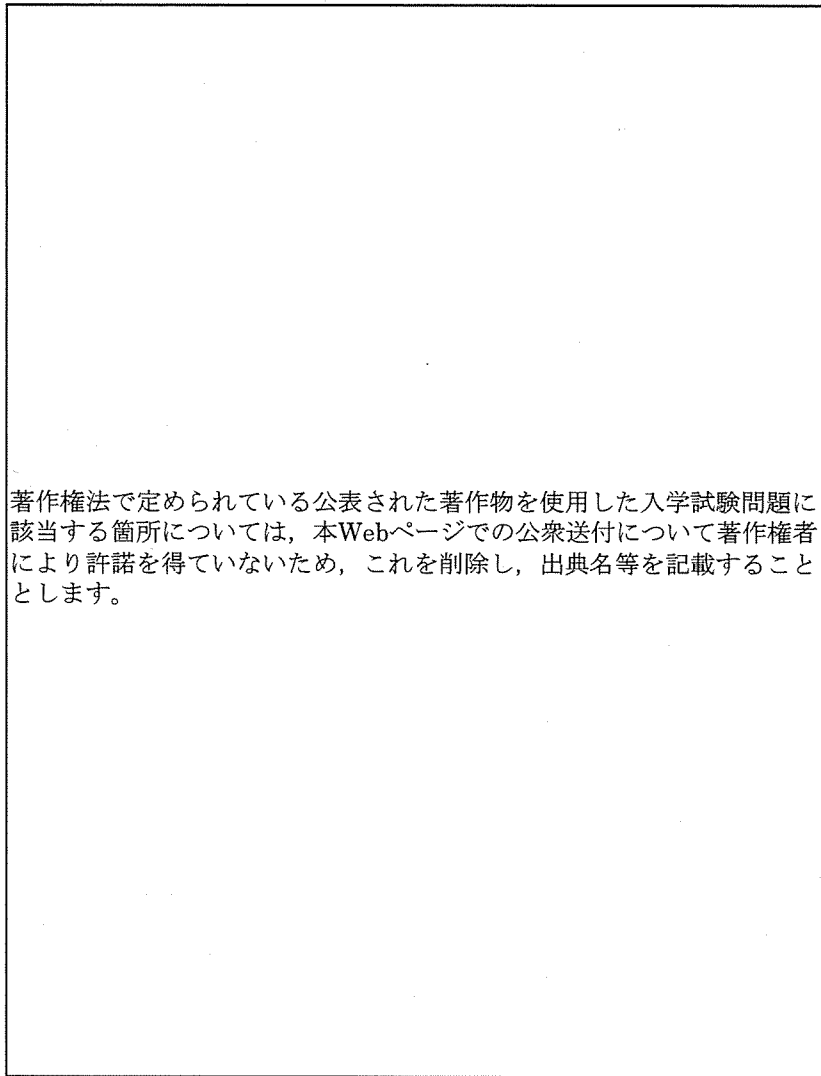 著作権法で定められている公表された著作物を使用した入学試験問題に
該当する箇所については，本Webページでの公衆送付について著作権者
により許諾を得ていないため，これを削除し，出典名等を記載すること
とします。